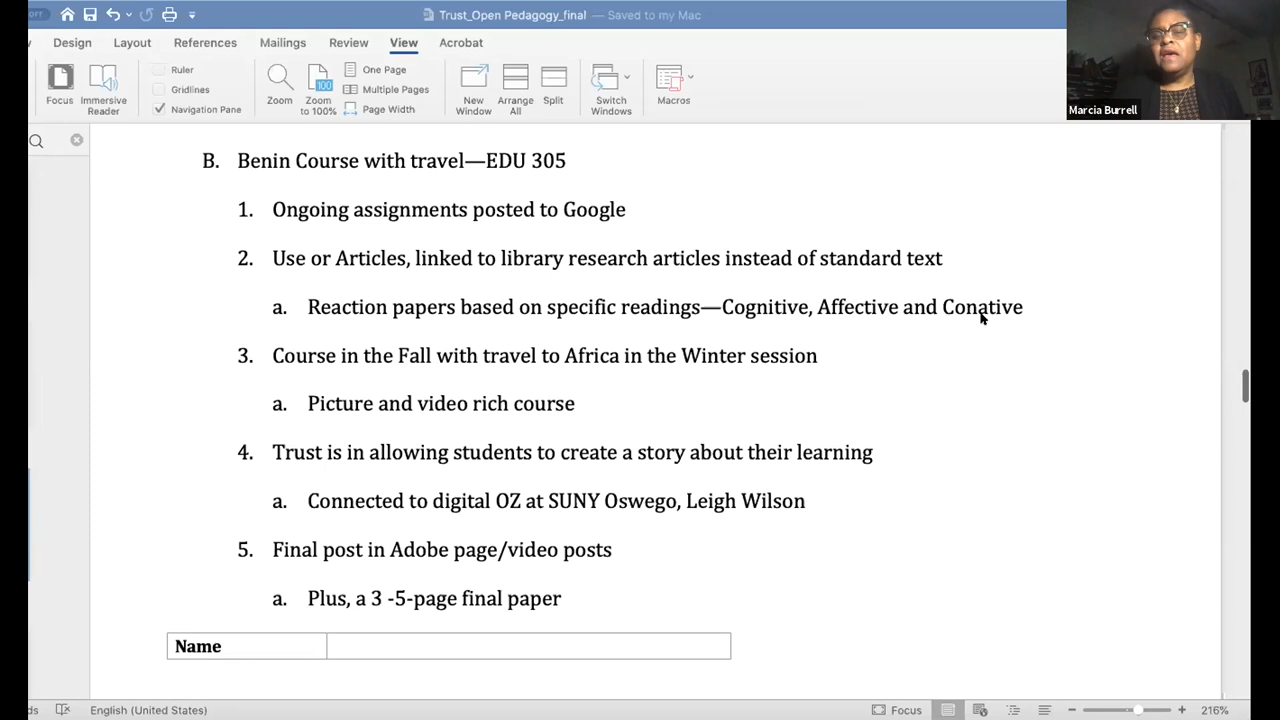 Trust_Open Pedagogy_final — Saved to my Mac
Design Layout References Mailings Review View Acrobat
Focus
Immersive Reader
Ruler
Gridlines
Navigation Pane
Zoom
Zoom to 100%
One Page
Multiple Pages
Page Width
New Window
Arrange All
Split
Switch Windows
Macros
Marcia Burrell
B. Benin Course with travel—EDU 305
1. Ongoing assignments posted to Google
2. Use or Articles, linked to library research articles instead of standard text
a. Reaction papers based on specific readings—Cognitive, Affective and Conative
3. Course in the Fall with travel to Africa in the Winter session
a. Picture and video rich course
4. Trust is in allowing students to create a story about their learning
a. Connected to digital OZ at SUNY Oswego, Leigh Wilson
5. Final post in Adobe page/video posts
a. Plus, a 3 -5-page final paper
Name
English (United States) Focus 216%